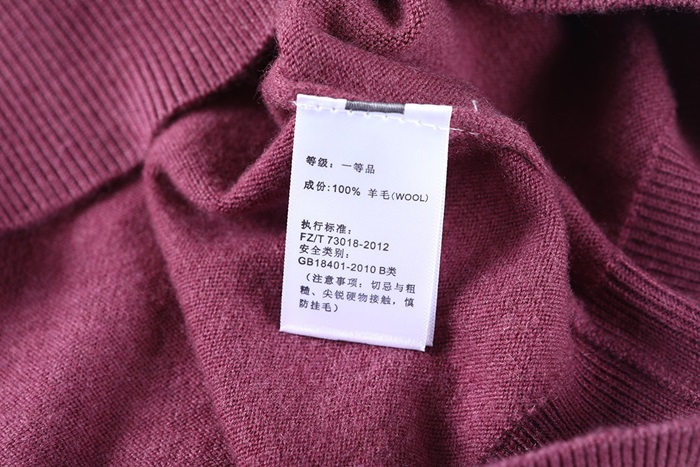 等级：一等品
成份:100% 羊毛(WOOL)
执行标准：
FZ/T 73018-2012
安全类别：
GB18401-2010 B类
（注意事项：切忌与粗
糙、尖锐硬物接触，慎
防挂毛）